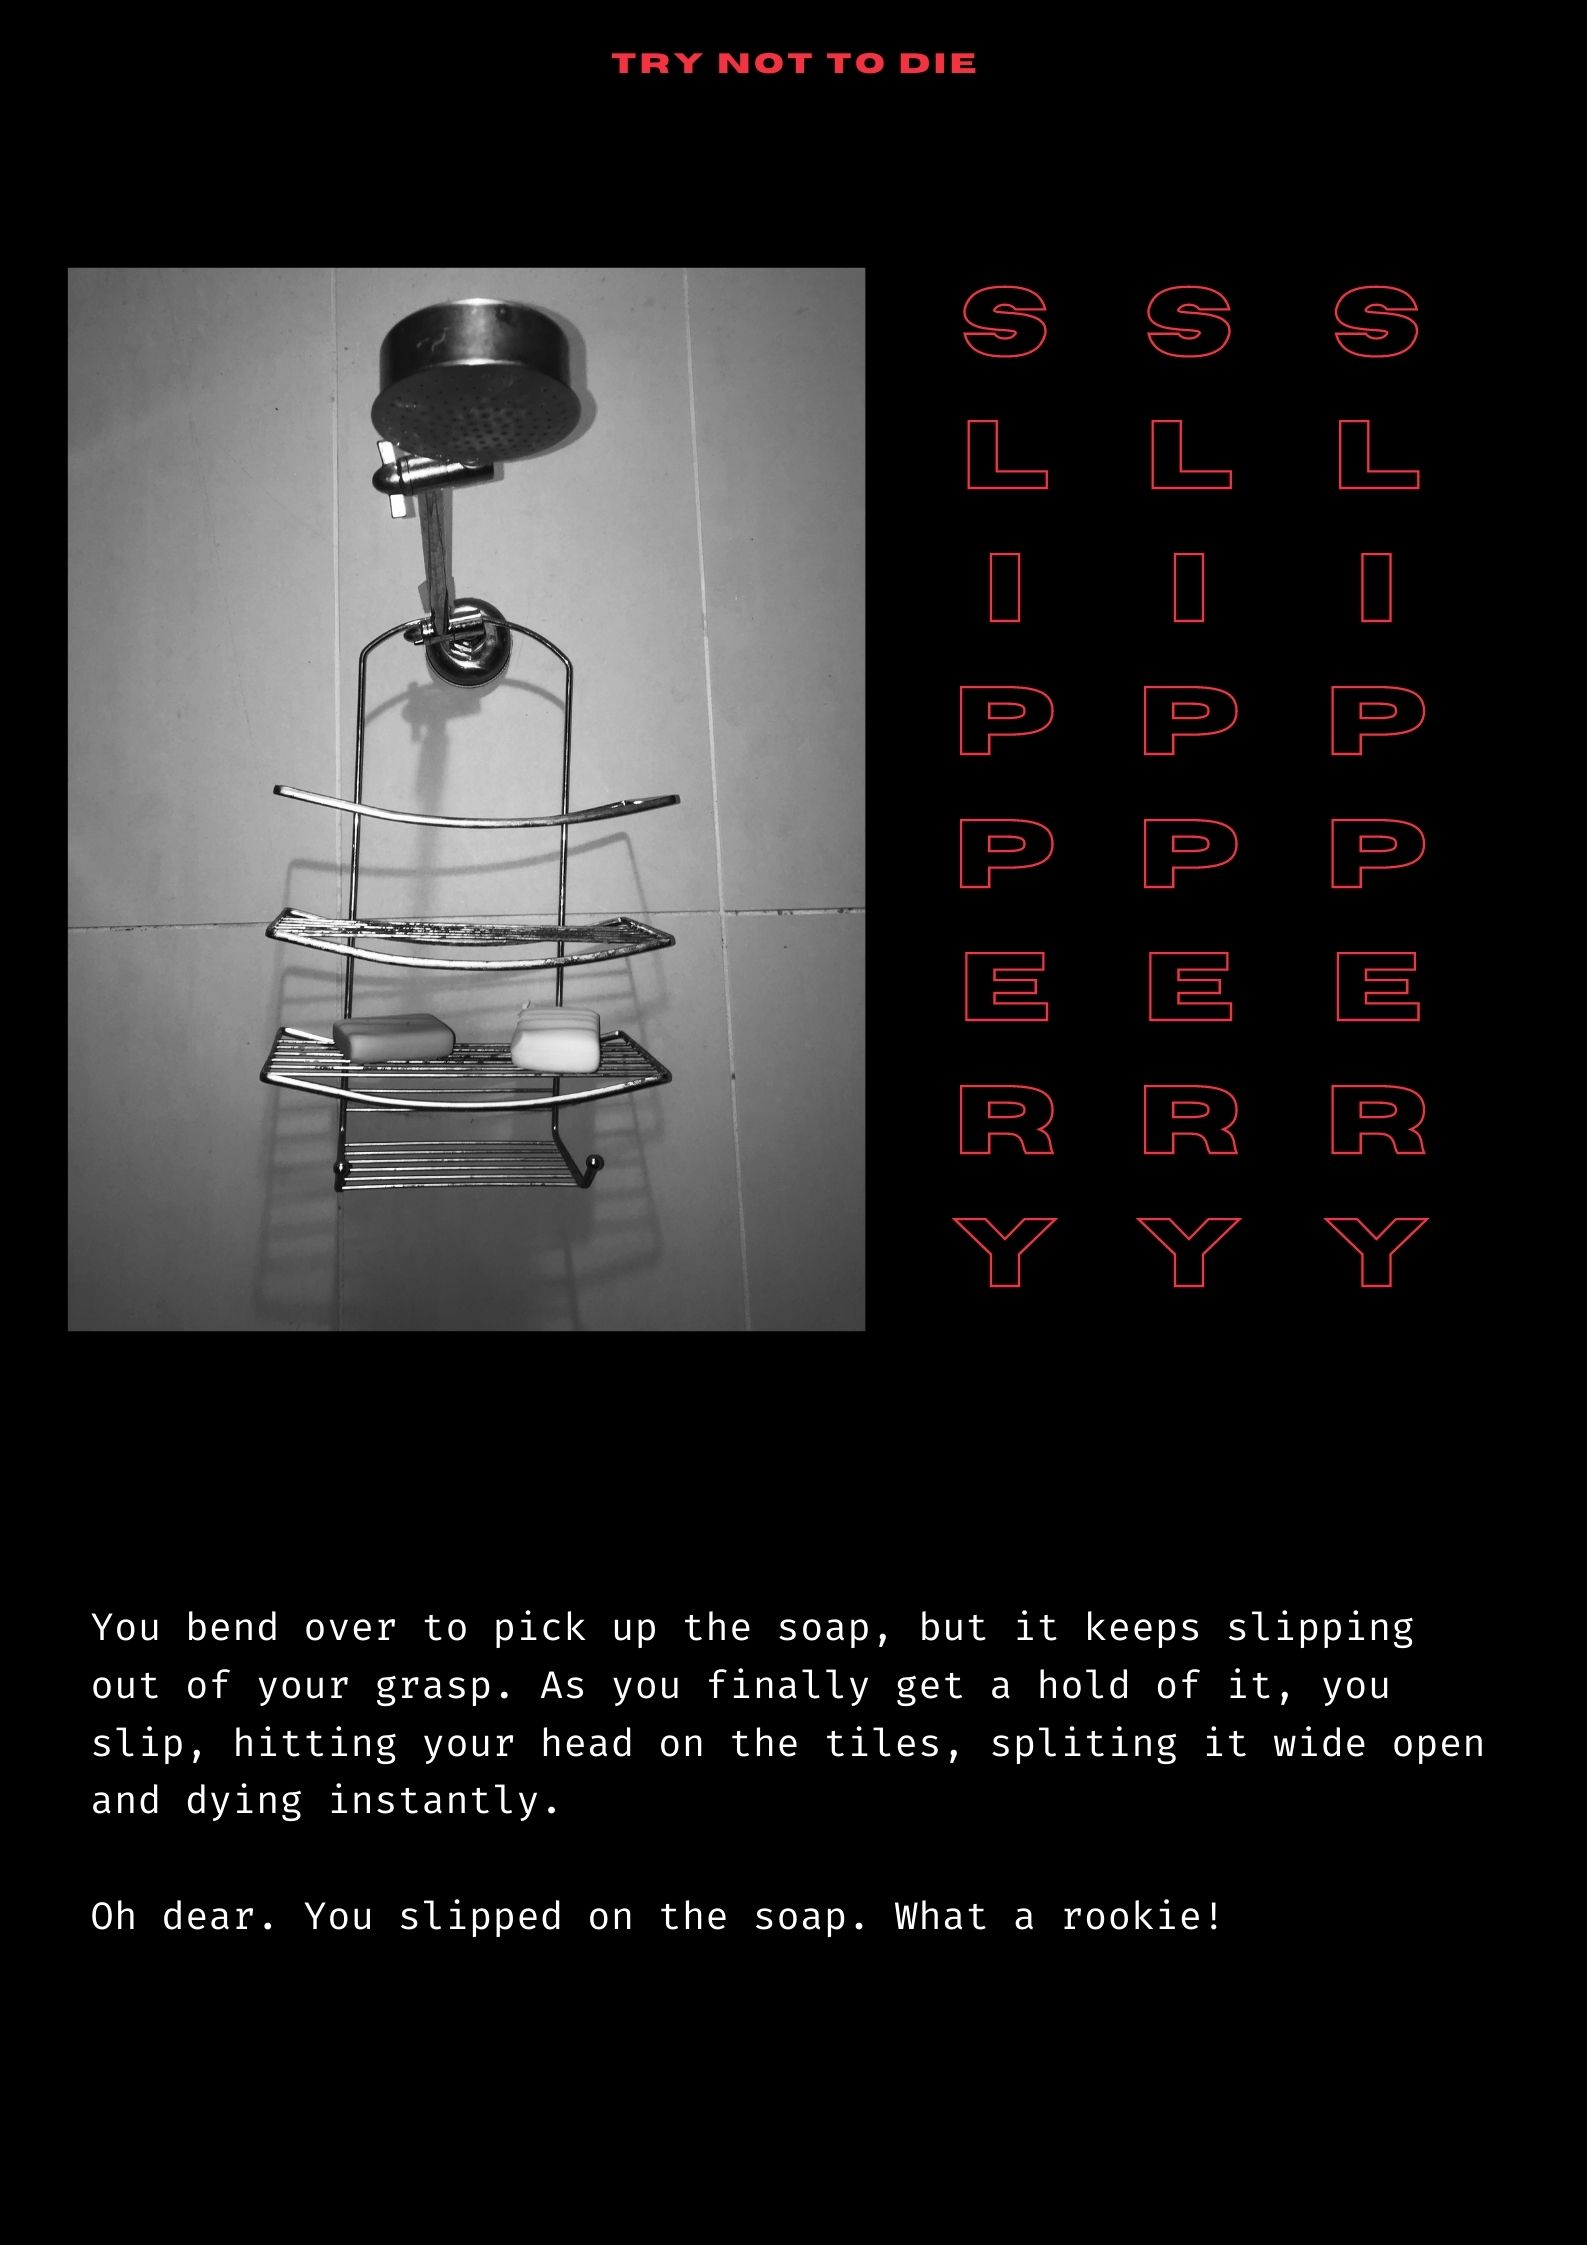 TRY NOT TO DIE
S S S
L L L
I I I
P P P
P P P
E E E
R R R
Y Y Y
You bend over to pick up the soap, but it keeps slipping
out of your grasp. As you finally get a hold of it, you
slip, hitting your head on the tiles, spliting it wide open
and dying instantly.
Oh dear. You slipped on the soap. What a rookie!